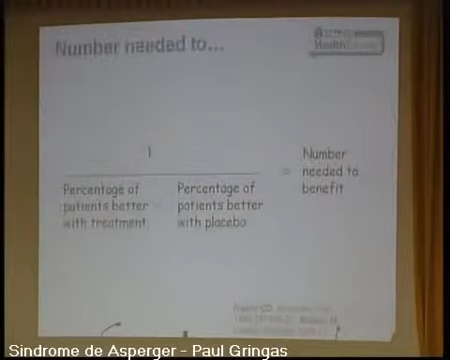 Number needed to...
1
Percentage of patients better with treatment
-
Percentage of patients better with placebo
=
Number needed to benefit
Sindrome de Asperger - Paul Gringas